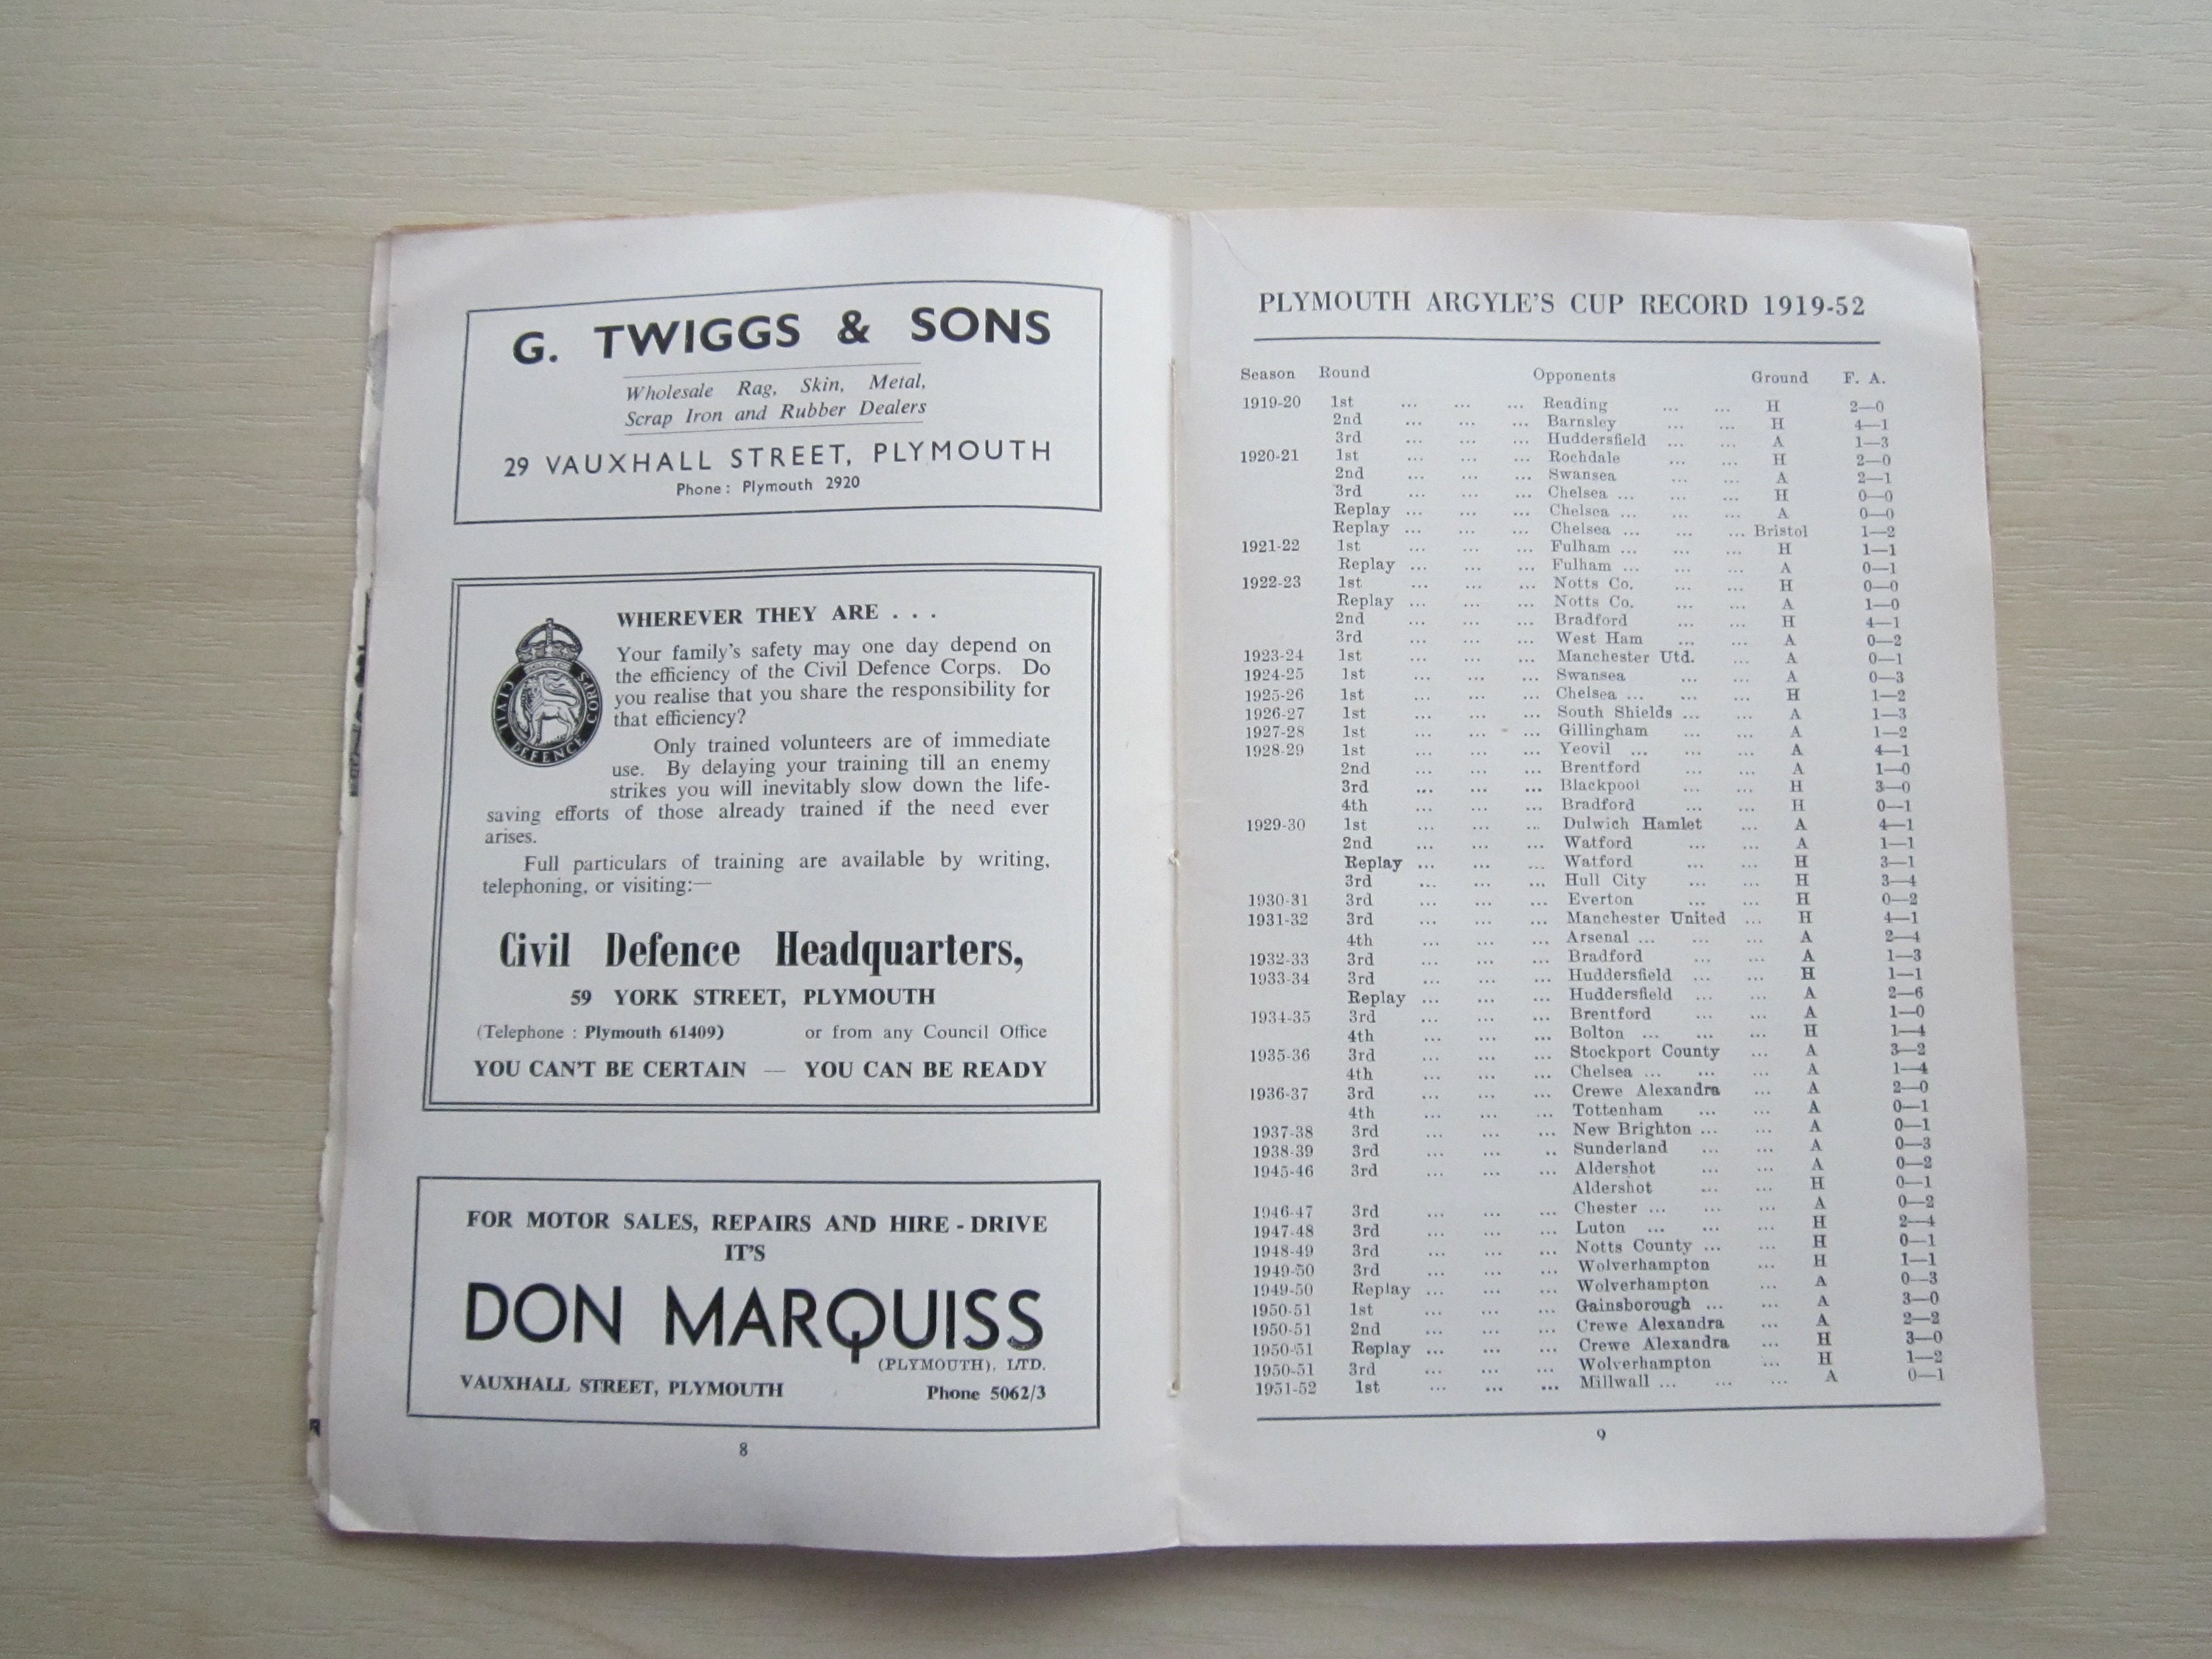 G. TWIGGS & SONS
Wholesale Rag, Skin, Metal,
Scrap Iron and Rubber Dealers
29 VAUXHALL STREET, PLYMOUTH
Phone: Plymouth 2920
CIVIL DEFENCE CORPS
WHEREVER THEY ARE . . .
Your family's safety may one day depend on
the efficiency of the Civil Defence Corps. Do
you realise that you share the responsibility for
that efficiency?
Only trained volunteers are of immediate
use. By delaying your training till an enemy
strikes you will inevitably slow down the life-
saving efforts of those already trained if the need ever
arises.
Full particulars of training are available by writing,
telephoning, or visiting:—
Civil Defence Headquarters,
59 YORK STREET, PLYMOUTH
(Telephone : Plymouth 61409) or from any Council Office
YOU CAN'T BE CERTAIN — YOU CAN BE READY
FOR MOTOR SALES, REPAIRS AND HIRE - DRIVE
IT'S
DON MARQUISS
(PLYMOUTH), LTD.
VAUXHALL STREET, PLYMOUTH Phone 5062/3
8
PLYMOUTH ARGYLE'S CUP RECORD 1919-52
Season Round Opponents Ground F. A.
1919-20 1st ... ... ... Reading ... ... H 2—0
2nd ... ... ... Barnsley ... ... H 4—1
3rd ... ... ... Huddersfield ... ... A 1—3
1920-21 1st ... ... ... Rochdale ... ... H 2—0
2nd ... ... ... Swansea ... ... A 2—1
3rd ... ... ... Chelsea ... ... ... H 0—0
Replay ... ... ... Chelsea ... ... ... A 0—0
Replay ... ... ... Chelsea ... ... ... Bristol 1—2
1921-22 1st ... ... ... Fulham ... ... ... H 1—1
Replay ... ... ... Fulham ... ... ... A 0—1
1922-23 1st ... ... ... Notts Co. ... ... H 0—0
Replay ... ... ... Notts Co. ... ... A 1—0
2nd ... ... ... Bradford ... ... H 4—1
3rd ... ... ... West Ham ... ... A 0—2
1923-24 1st ... ... ... Manchester Utd. ... A 0—1
1924-25 1st ... ... ... Swansea ... ... A 0—3
1925-26 1st ... ... ... Chelsea ... ... ... H 1—2
1926-27 1st ... ... ... South Shields ... ... A 1—3
1927-28 1st ... ... ... Gillingham ... ... A 1—2
1928-29 1st ... ... ... Yeovil ... ... ... A 4—1
2nd ... ... ... Brentford ... ... A 1—0
3rd ... ... ... Blackpool ... ... H 3—0
4th ... ... ... Bradford ... ... H 0—1
1929-30 1st ... ... ... Dulwich Hamlet ... A 4—1
2nd ... ... ... Watford ... ... A 1—1
Replay ... ... ... Watford ... ... H 3—1
3rd ... ... ... Hull City ... ... H 3—4
1930-31 3rd ... ... ... Everton ... ... H 0—2
1931-32 3rd ... ... ... Manchester United ... H 4—1
4th ... ... ... Arsenal ... ... ... A 2—4
1932-33 3rd ... ... ... Bradford ... ... A 1—3
1933-34 3rd ... ... ... Huddersfield ... ... H 1—1
Replay ... ... ... Huddersfield ... ... A 2—6
1934-35 3rd ... ... ... Brentford ... ... A 1—0
4th ... ... ... Bolton ... ... ... H 1—4
1935-36 3rd ... ... ... Stockport County ... A 3—2
4th ... ... ... Chelsea ... ... ... A 1—4
1936-37 3rd ... ... ... Crewe Alexandra ... A 2—0
4th ... ... ... Tottenham ... ... A 0—1
1937-38 3rd ... ... ... New Brighton ... ... A 0—1
1938-39 3rd ... ... .. Sunderland ... ... A 0—3
1945-46 3rd ... ... ... Aldershot ... ... A 0—2
Aldershot ... ... H 0—1
1946-47 3rd ... ... ... Chester ... ... ... A 0—2
1947-48 3rd ... ... ... Luton ... ... ... H 2—4
1948-49 3rd ... ... ... Notts County ... ... H 0—1
1949-50 3rd ... ... ... Wolverhampton ... H 1—1
1949-50 Replay ... ... ... Wolverhampton ... A 0—3
1950-51 1st ... ... ... Gainsborough ... ... A 3—0
1950-51 2nd ... ... ... Crewe Alexandra ... A 2—2
1950-51 Replay ... ... ... Crewe Alexandra ... H 3—0
1950-51 3rd ... ... ... Wolverhampton ... H 1—2
1951-52 1st ... ... ... Millwall ... ... ... A 0—1
9